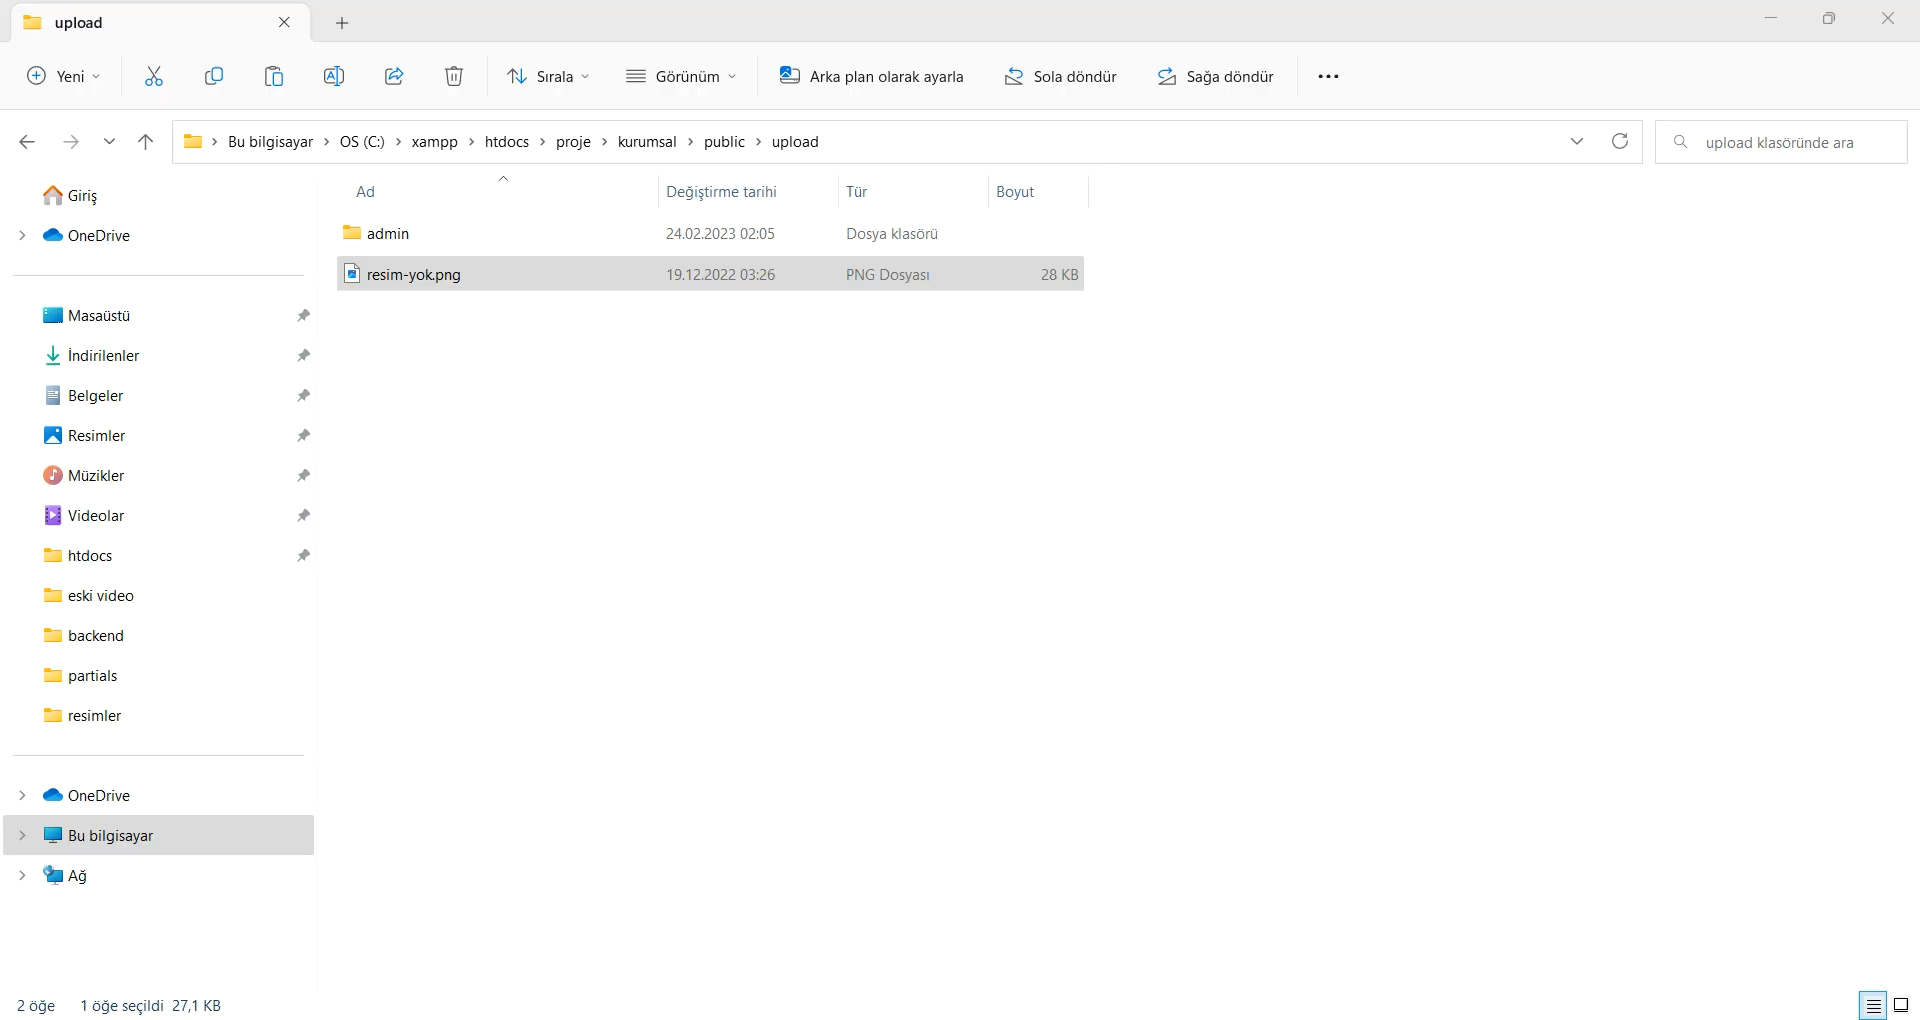 upload
Yeni
Sırala
Görünüm
Arka plan olarak ayarla
Sola döndür
Sağa döndür
Bu bilgisayar > OS (C:) > xampp > htdocs > proje > kurumsal > public > upload
upload klasöründe ara
Giriş
OneDrive
Masaüstü
İndirilenler
Belgeler
Resimler
Müzikler
Videolar
htdocs
eski video
backend
partials
resimler
OneDrive
Bu bilgisayar
Ağ
Ad Değiştirme tarihi Tür Boyut
admin 24.02.2023 02:05 Dosya klasörü
resim-yok.png 19.12.2022 03:26 PNG Dosyası 28 KB
2 öğe 1 öğe seçildi 27,1 KB